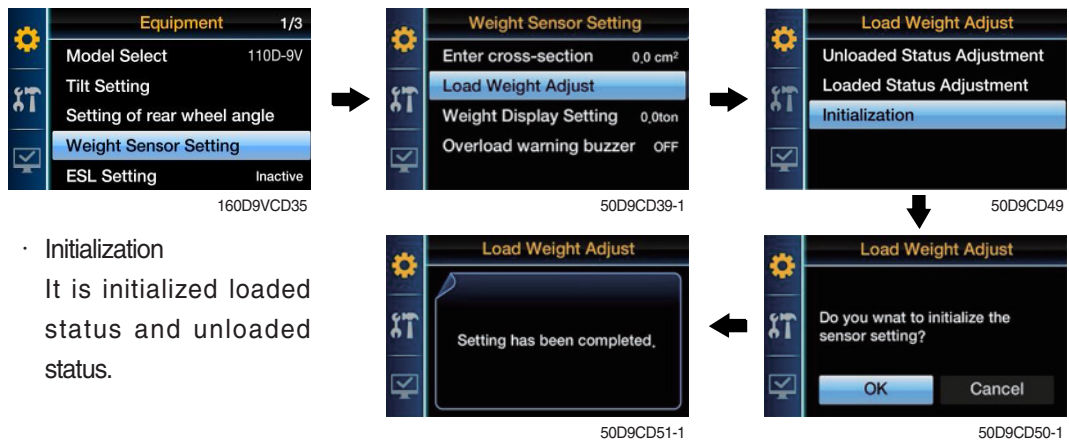 Equipment 1/3
Model Select 110D-9V
Tilt Setting
Setting of rear wheel angle
Weight Sensor Setting
ESL Setting Inactive
160D9VCD35
Weight Sensor Setting
Enter cross-section 0.0 cm²
Load Weight Adjust
Weight Display Setting 0.0ton
Overload warning buzzer OFF
50D9CD39-1
Load Weight Adjust
Unloaded Status Adjustment
Loaded Status Adjustment
Initialization
50D9CD49
· Initialization
It is initialized loaded
status and unloaded
status.
Load Weight Adjust
Setting has been completed.
50D9CD51-1
Load Weight Adjust
Do you wnat to initialize the
sensor setting?
OK Cancel
50D9CD50-1